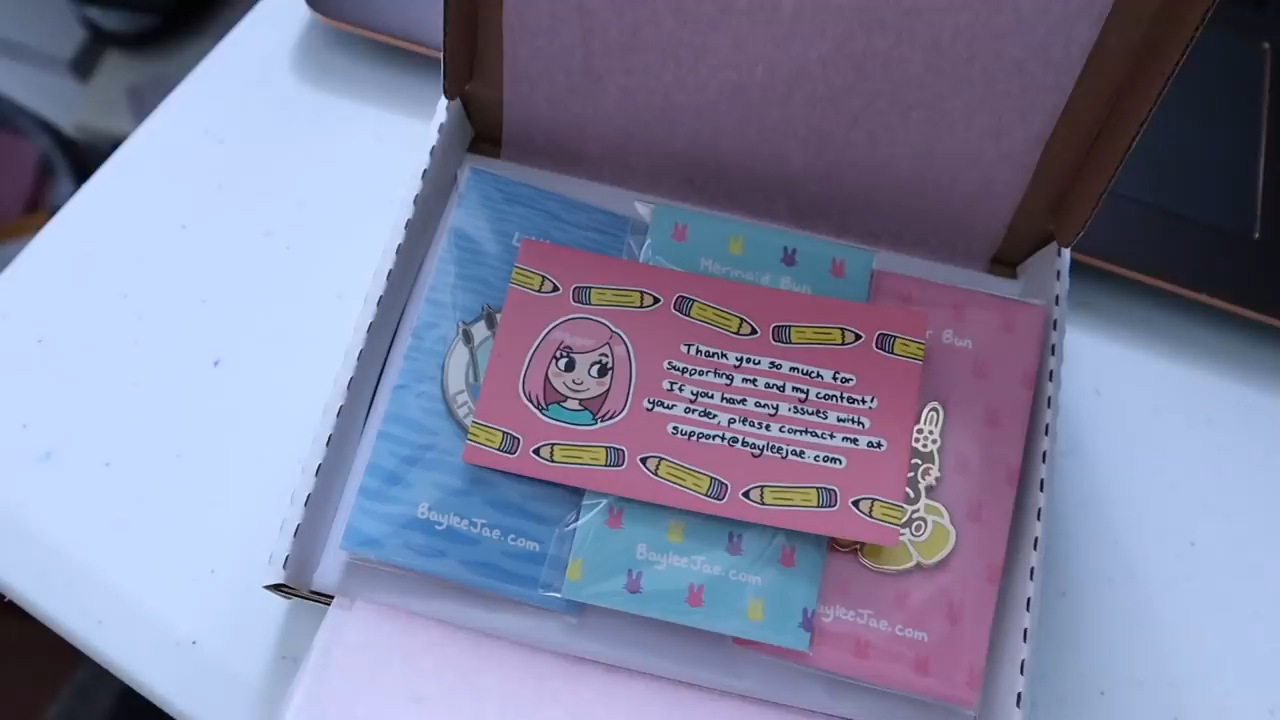 Mermaid Bun
Bun
Thank you so much for
supporting me and my content!
If you have any issues with
your order, please contact me at
support@bayleejae.com
BayleeJae.com
BayleeJae.com
ayleeJae.com